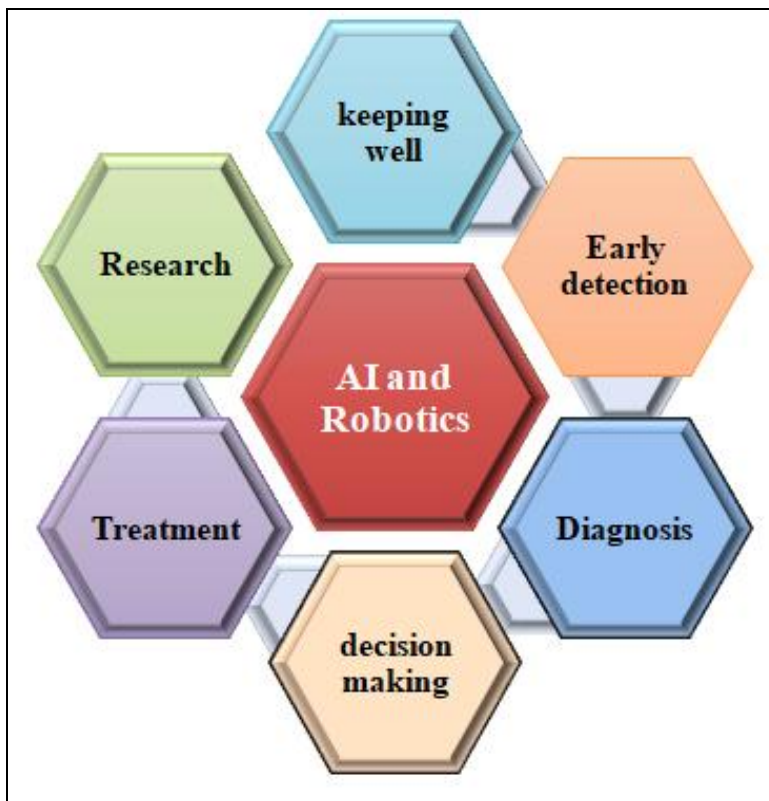 keeping
well
Early
detection
Research
AI and
Robotics
Treatment
Diagnosis
decision
making